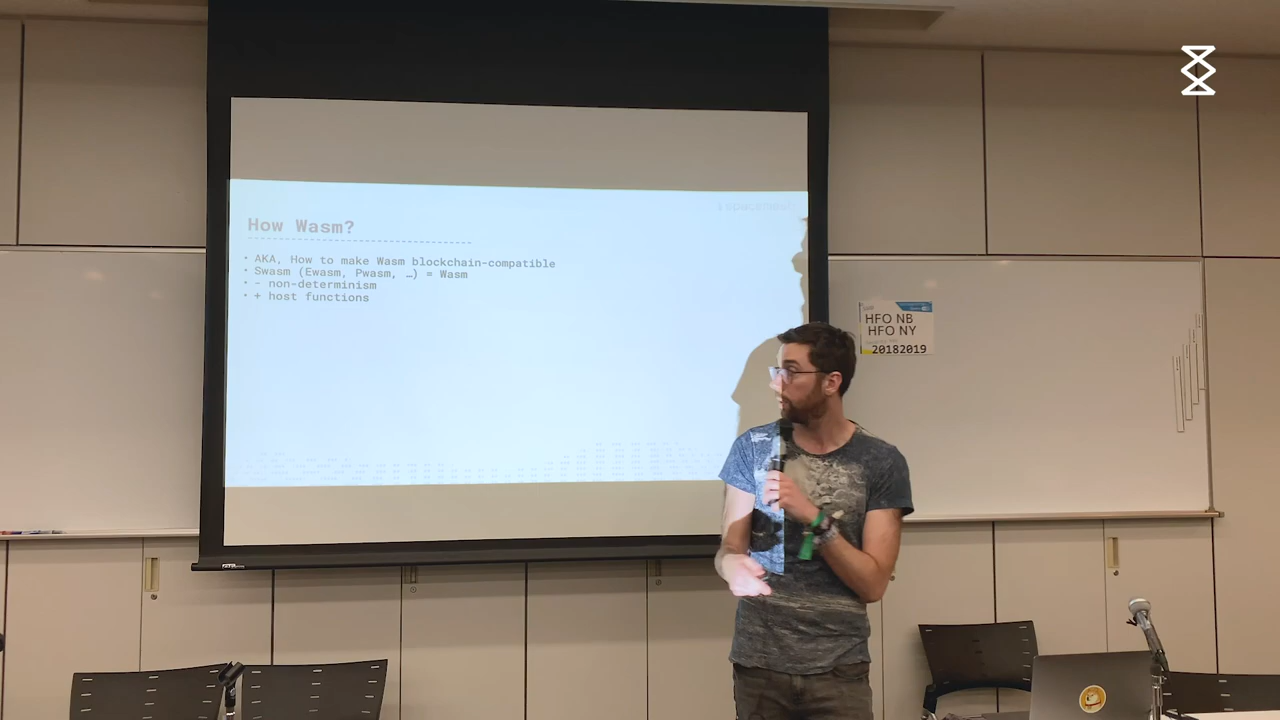 How Wasm?
• AKA, How to make Wasm blockchain-compatible
• Swasm (Ewasm, Pwasm, …) = Wasm
• - non-determinism
• + host functions
HFO NB
HFO NY
20182019